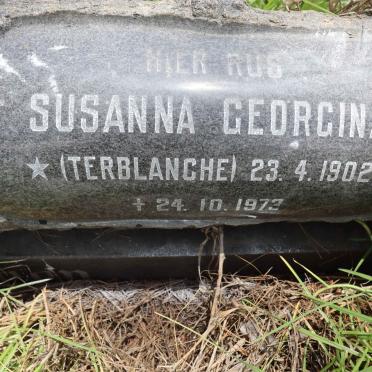 HIER RUS
SUSANNA GEORGINA
★ (TERBLANCHE) 23. 4. 1902
+ 24. 10. 1973